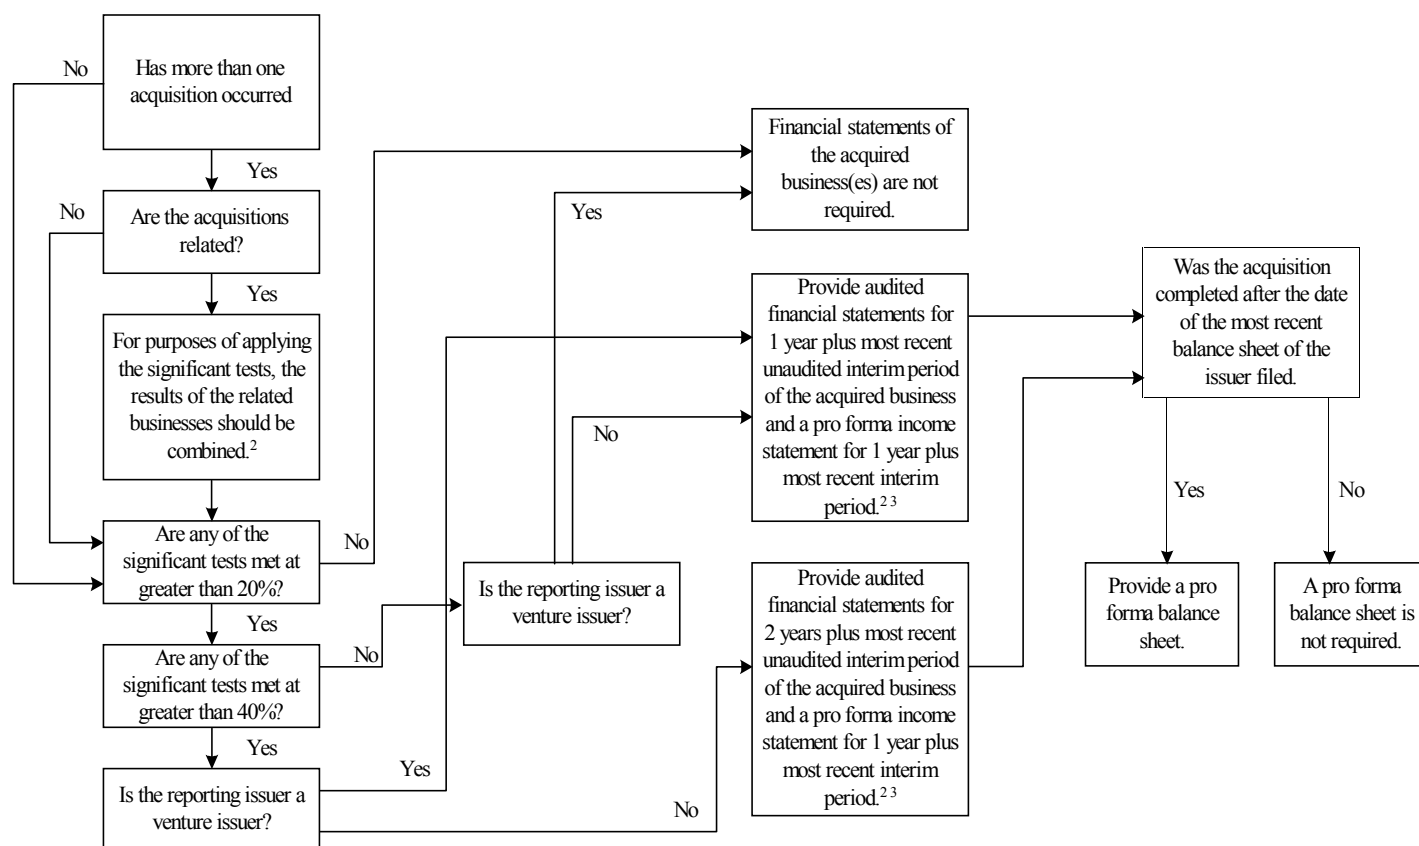 No
Has more than one
acquisition occurred
Yes
No
Are the acquisitions
related?
Yes
For purposes of applying
the significant tests, the
results of the related
businesses should be
combined.2
Are any of the
significant tests met at
greater than 20%?
No
Yes
Are any of the
significant tests met at
greater than 40%?
No
Yes
Is the reporting issuer a
venture issuer?
Yes
No
Is the reporting issuer a
venture issuer?
Yes
No
Financial statements of
the acquired
business(es) are not
required.
Provide audited
financial statements for
1 year plus most recent
unaudited interim period
of the acquired business
and a pro forma income
statement for 1 year plus
most recent interim
period.2 3
Provide audited
financial statements for
2 years plus most recent
unaudited interim period
of the acquired business
and a pro forma income
statement for 1 year plus
most recent interim
period.2 3
Was the acquisition
completed after the date
of the most recent
balance sheet of the
issuer filed.
Yes
No
Provide a pro
forma balance
sheet.
A pro forma
balance sheet is
not required.